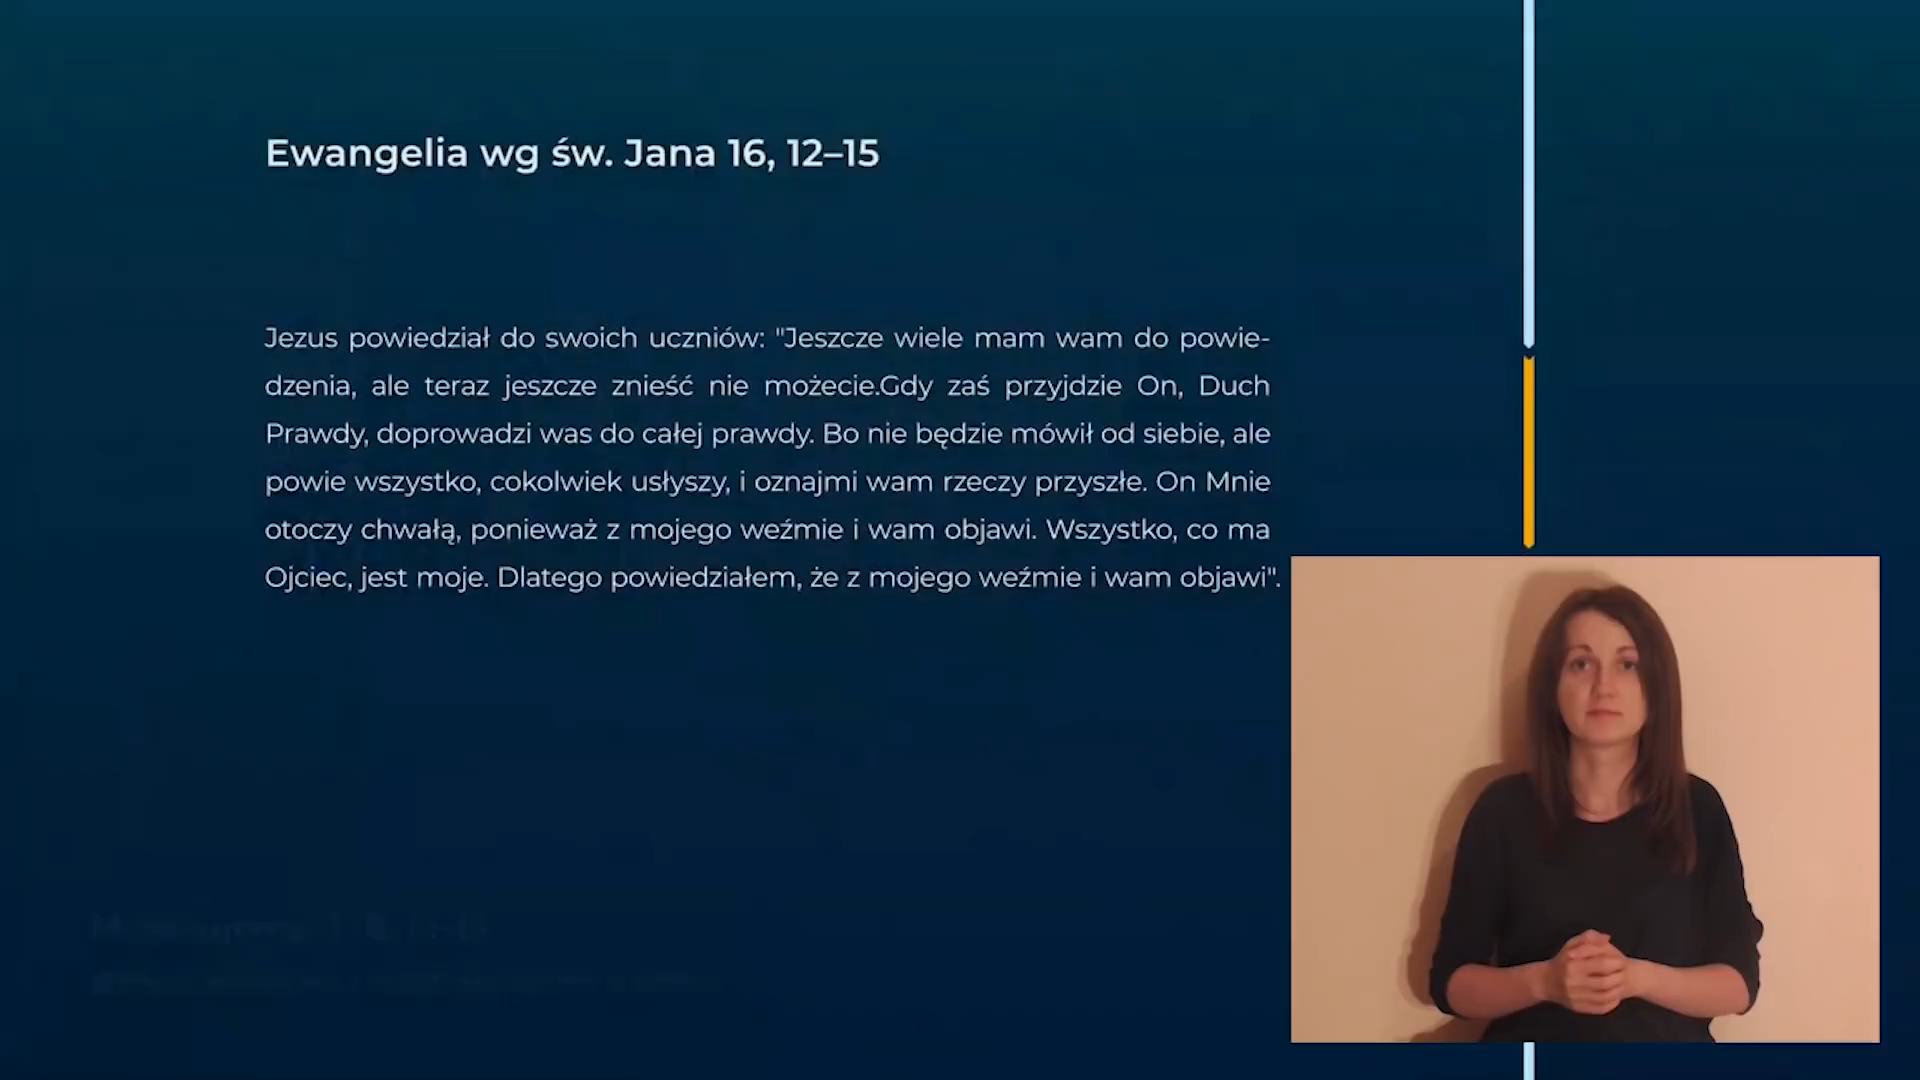 Ewangelia wg św. Jana 16, 12–15
Jezus powiedział do swoich uczniów: "Jeszcze wiele mam wam do powie-
dzenia, ale teraz jeszcze znieść nie możecie.Gdy zaś przyjdzie On, Duch
Prawdy, doprowadzi was do całej prawdy. Bo nie będzie mówił od siebie, ale
powie wszystko, cokolwiek usłyszy, i oznajmi wam rzeczy przyszłe. On Mnie
otoczy chwałą, ponieważ z mojego weźmie i wam objawi. Wszystko, co ma
Ojciec, jest moje. Dlatego powiedziałem, że z mojego weźmie i wam objawi".